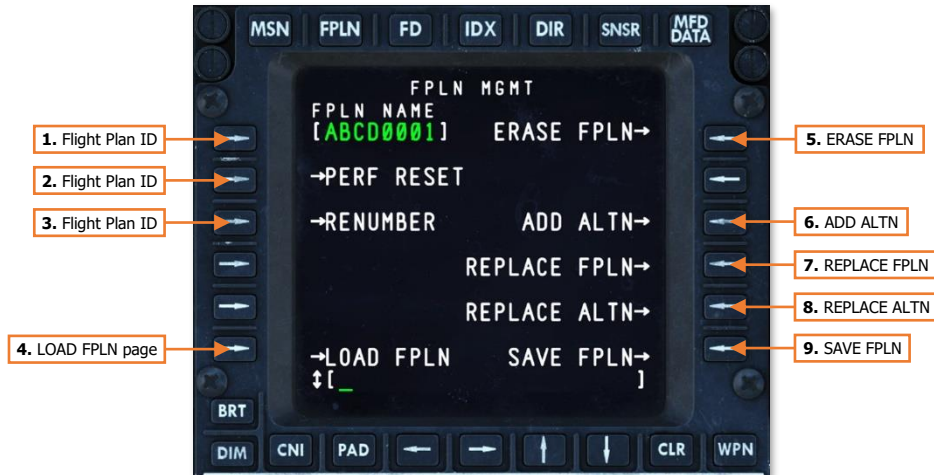 MSN FPLN FD IDX DIR SNSR MFD DATA
FPLN MGMT
FPLN NAME
[ABCD0001] ERASE FPLN→
→PERF RESET
→RENUMBER ADD ALTN→
REPLACE FPLN→
REPLACE ALTN→
→LOAD FPLN SAVE FPLN→
↕[_ ]
1. Flight Plan ID
2. Flight Plan ID
3. Flight Plan ID
4. LOAD FPLN page
5. ERASE FPLN
6. ADD ALTN
7. REPLACE FPLN
8. REPLACE ALTN
9. SAVE FPLN
BRT
DIM CNI PAD ← → ↑ ↓ CLR WPN